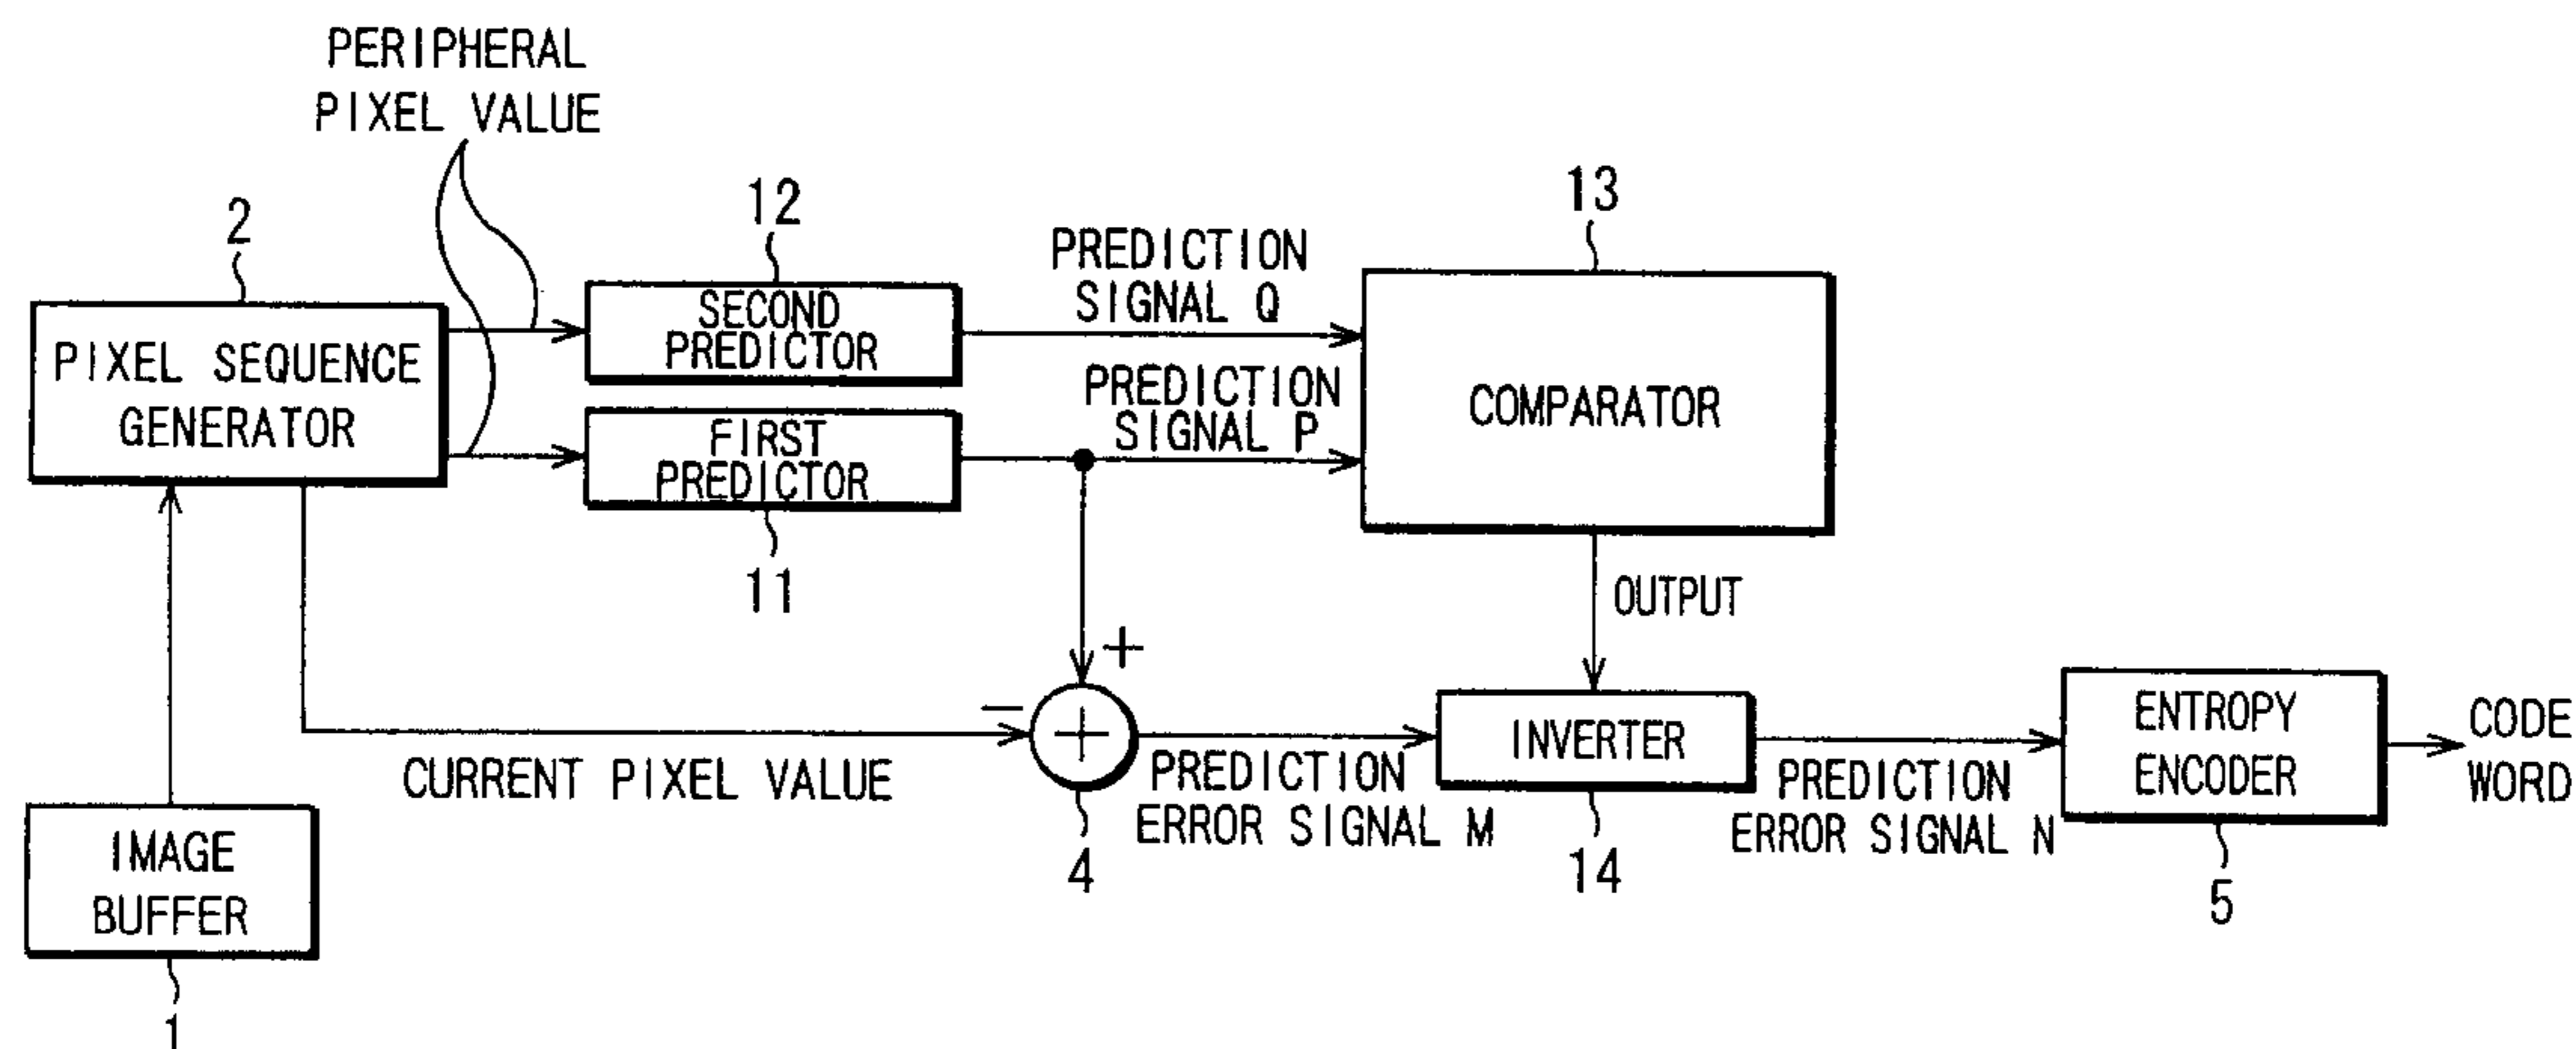 PERIPHERAL
PIXEL VALUE
2
12
13
PREDICTION
SIGNAL Q
SECOND
PREDICTOR
PIXEL SEQUENCE
GENERATOR
PREDICTION
SIGNAL P
COMPARATOR
FIRST
PREDICTOR
11
OUTPUT
+
−
+
INVERTER
ENTROPY
ENCODER
CODE
WORD
CURRENT PIXEL VALUE
PREDICTION
ERROR SIGNAL M
PREDICTION
ERROR SIGNAL N
IMAGE
BUFFER
4
14
5
1